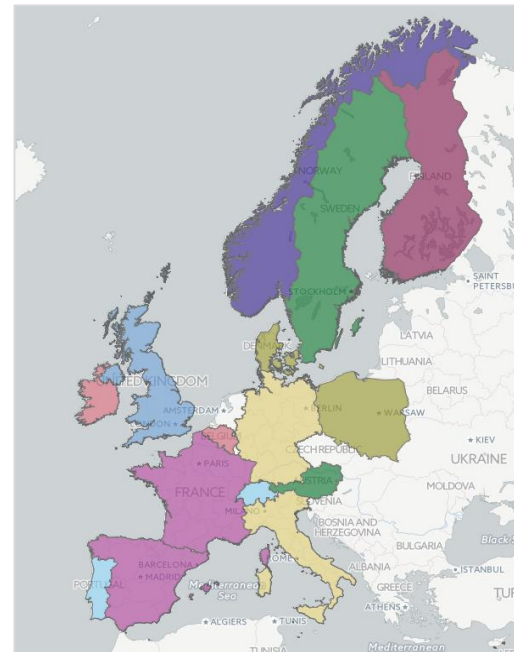 NORWAY
FINLAND
SWEDEN
SAINT
PETERSBU
STOCKHOLM
LATVIA
DENMARK
LITHUANIA
UNITED KINGDOM
BELARUS
AMSTERDAM
BERLIN
WARSAW
LONDON
BELGIUM
KIEV
CZECH REPUBLIC
PARIS
UKRAINE
AUSTRIA
MOLDOVA
FRANCE
SLOVENIA
MILANO
BOSNIA AND
HERZEGOVINA
BULGARIA
Black S
BARCELONA
ROME
ALBANIA
ISTANBUL
PORTUGAL
MADRID
Mediterranean
Sea
GREECE
TUR
ATHENS
ALGIERS
TUNIS
TUNISIA
Mediterranean